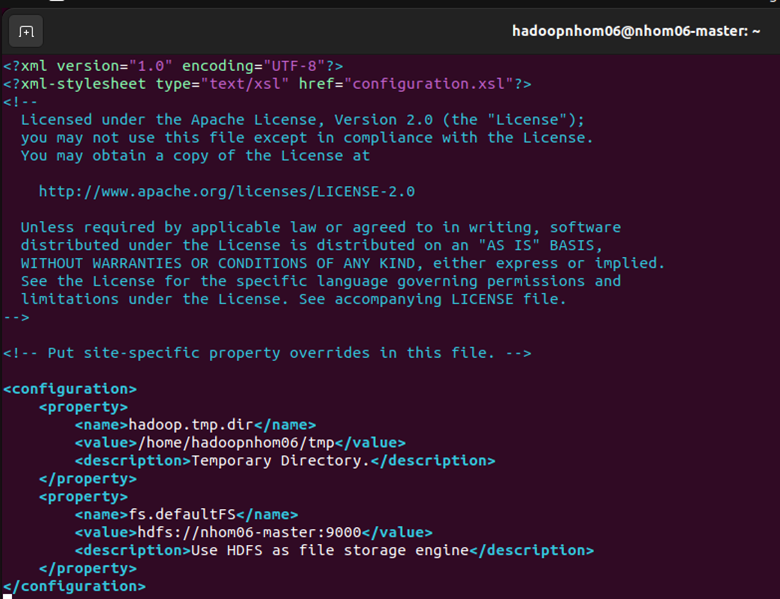 hadoopnhom06@nhom06-master: ~
<?xml version="1.0" encoding="UTF-8"?>
<?xml-stylesheet type="text/xsl" href="configuration.xsl"?>
<!--
  Licensed under the Apache License, Version 2.0 (the "License");
  you may not use this file except in compliance with the License.
  You may obtain a copy of the License at

    http://www.apache.org/licenses/LICENSE-2.0

  Unless required by applicable law or agreed to in writing, software
  distributed under the License is distributed on an "AS IS" BASIS,
  WITHOUT WARRANTIES OR CONDITIONS OF ANY KIND, either express or implied.
  See the License for the specific language governing permissions and
  limitations under the License. See accompanying LICENSE file.
-->

<!-- Put site-specific property overrides in this file. -->

<configuration>
    <property>
        <name>hadoop.tmp.dir</name>
        <value>/home/hadoopnhom06/tmp</value>
        <description>Temporary Directory.</description>
    </property>
    <property>
        <name>fs.defaultFS</name>
        <value>hdfs://nhom06-master:9000</value>
        <description>Use HDFS as file storage engine</description>
    </property>
</configuration>